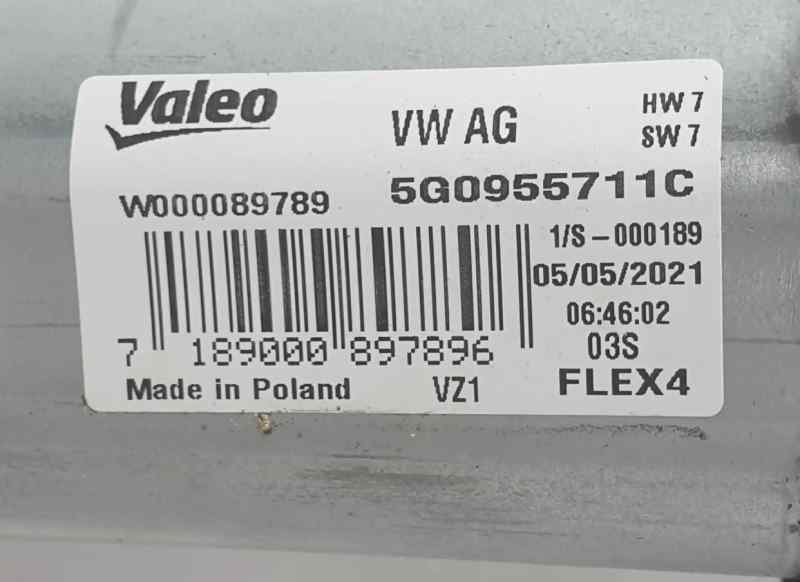 Valeo
VW AG
HW 7
SW 7
W000089789
5G0955711C
1/S-000189
05/05/2021
06:46:02
03S
7 189000 897896
Made in Poland
VZ1
FLEX4